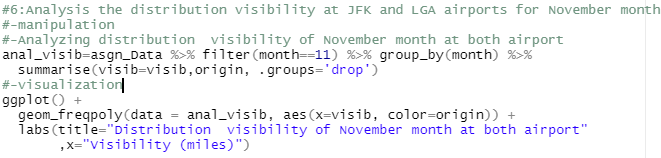 #6:Analysis the distribution visibility at JFK and LGA airports for November month
#-manipulation
#-Analyzing distribution  visibility of November month at both airport
anal_visib=asgn_Data %>% filter(month==11) %>% group_by(month) %>%
  summarise(visib=visib,origin, .groups='drop')
#-visualization
ggplot() +
  geom_freqpoly(data = anal_visib, aes(x=visib, color=origin)) +
  labs(title="Distribution  visibility of November month at both airport"
       ,x="Visibility (miles)")